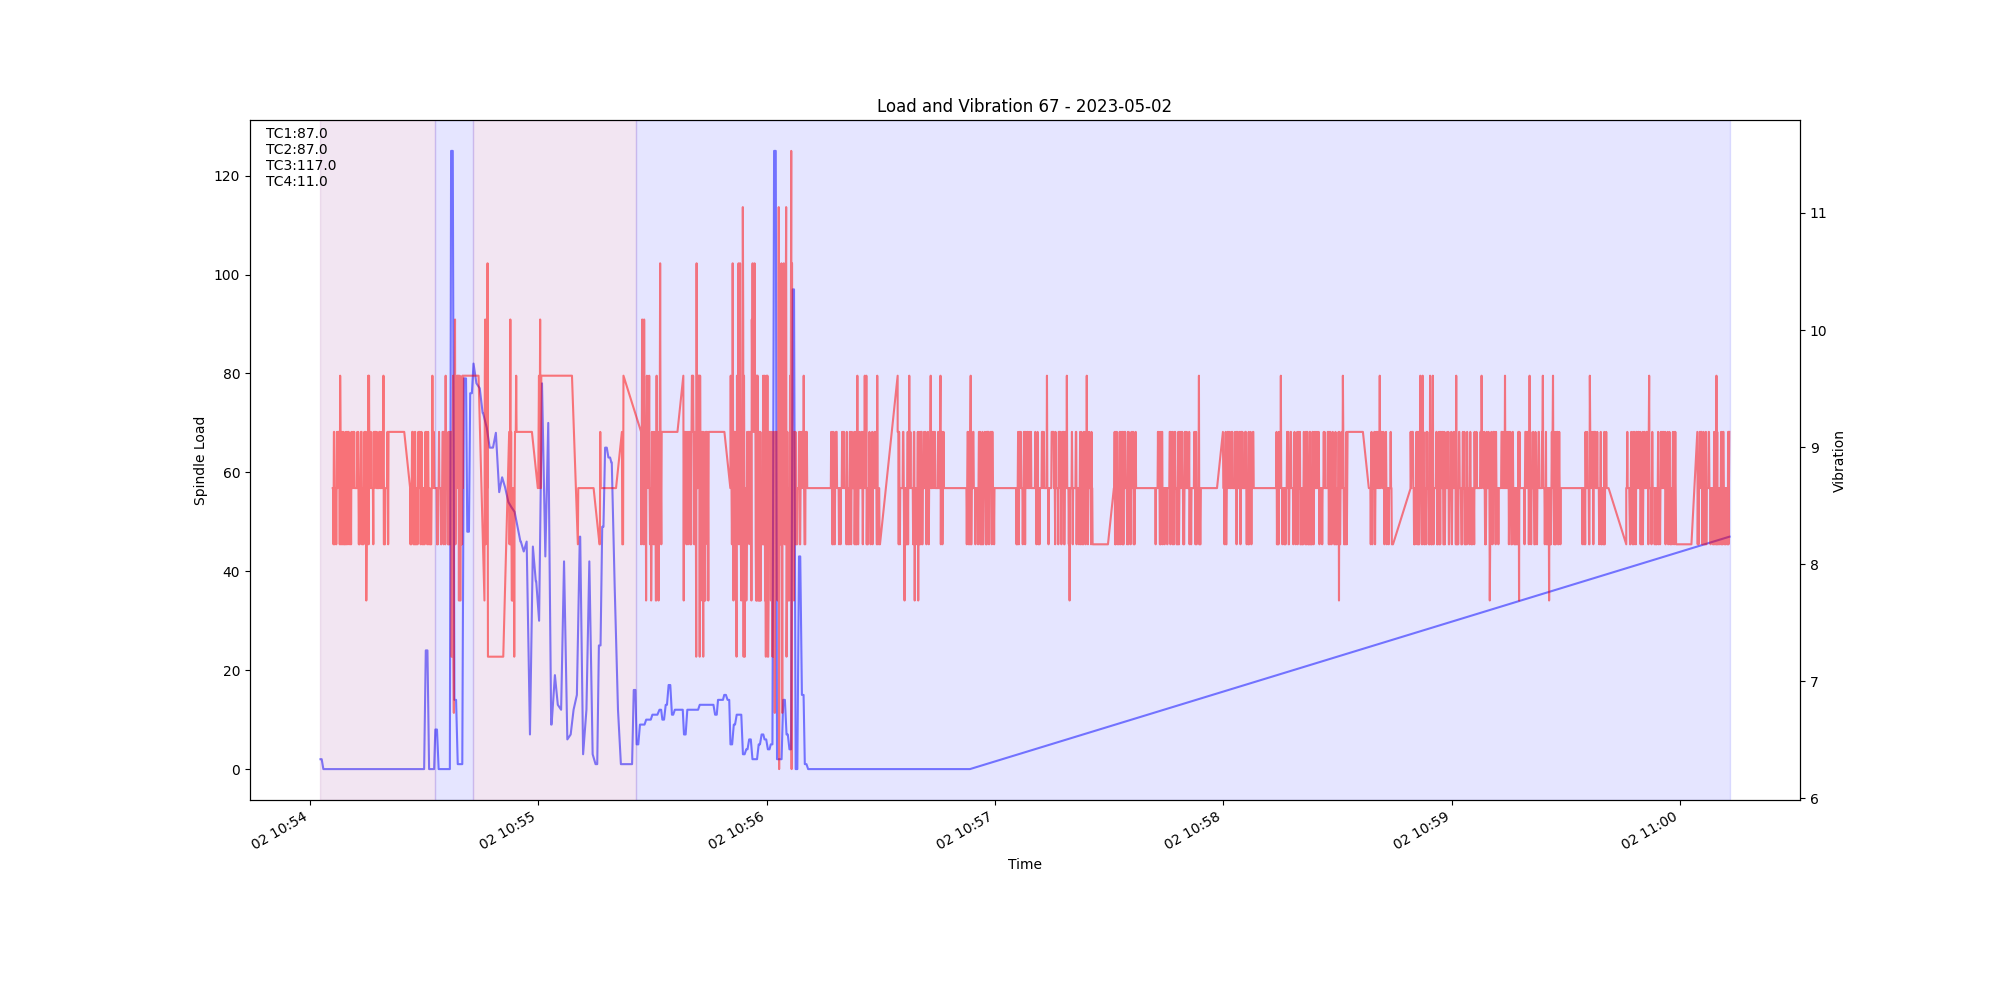 Load and Vibration 67 - 2023-05-02
TC1:87.0
TC2:87.0
TC3:117.0
TC4:11.0
Spindle Load
120
100
80
60
40
20
0
11
10
9
8
7
6
Vibration
02 10:54
02 10:55
02 10:56
02 10:57
02 10:58
02 10:59
02 11:00
Time